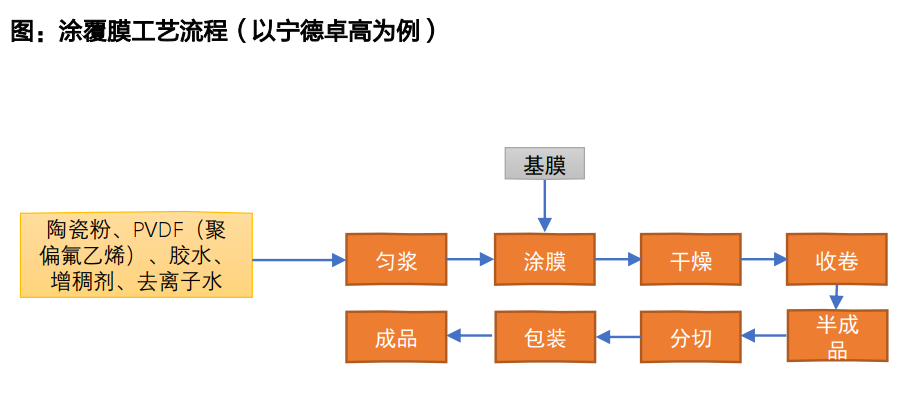 图：涂覆膜工艺流程（以宁德卓高为例）
基膜
陶瓷粉、PVDF（聚
偏氟乙烯）、胶水、
增稠剂、去离子水
匀浆
涂膜
干燥
收卷
半成
品
分切
包装
成品